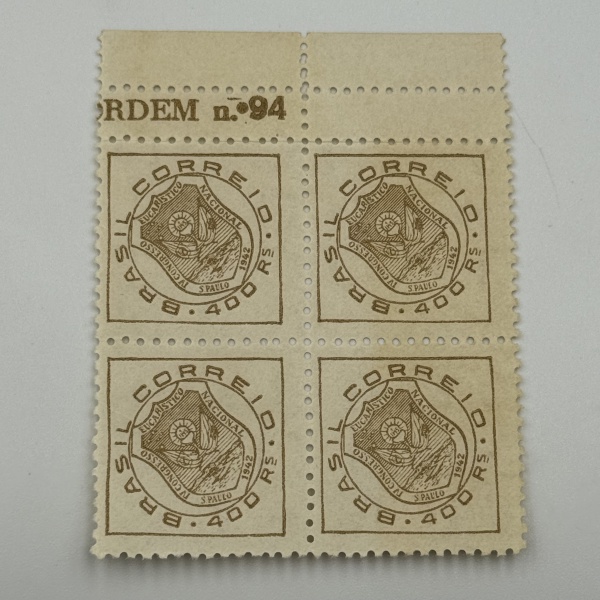 ORDEM n.º 94
BRASIL CORREIO · 400 RS ·
IV CONGRESSO EUCARÍSTICO NACIONAL
S. PAULO 1942
BRASIL CORREIO · 400 RS ·
IV CONGRESSO EUCARÍSTICO NACIONAL
S. PAULO 1942
BRASIL CORREIO · 400 RS ·
IV CONGRESSO EUCARÍSTICO NACIONAL
S. PAULO 1942
BRASIL CORREIO · 400 RS ·
IV CONGRESSO EUCARÍSTICO NACIONAL
S. PAULO 1942